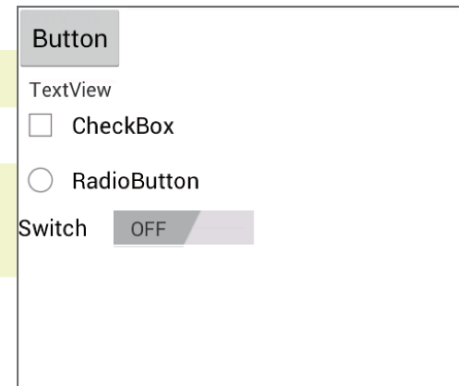 Button
TextView
CheckBox
RadioButton
Switch OFF